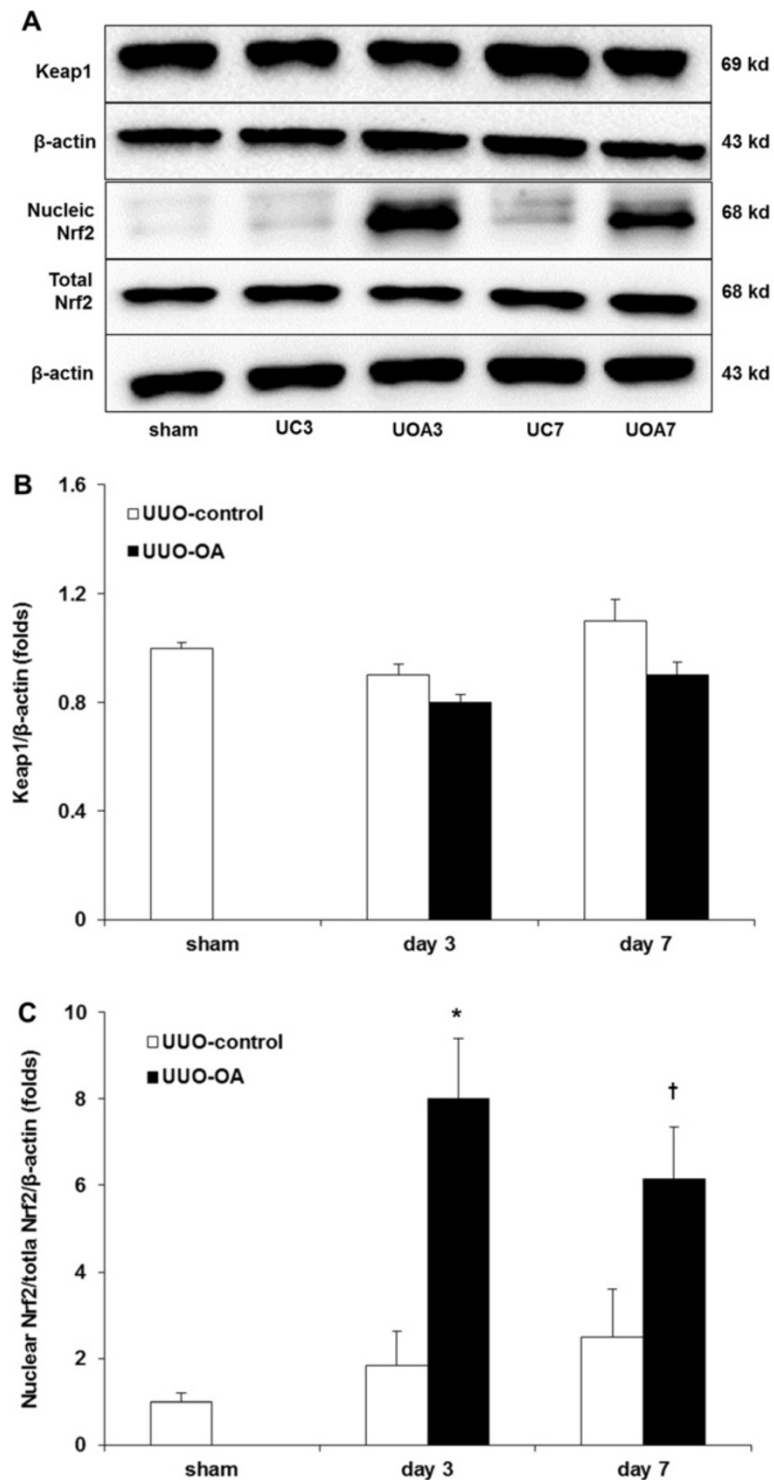 A
Keap1
69 kd
β-actin
43 kd
Nucleic
Nrf2
68 kd
Total
Nrf2
68 kd
β-actin
43 kd
sham UC3 UOA3 UC7 UOA7
B
1.6
1.2
0.8
0.4
0
Keap1/β-actin (folds)
UUO-control
UUO-OA
sham day 3 day 7
C
10
8
6
4
2
0
Nuclear Nrf2/totla Nrf2/β-actin (folds)
UUO-control
UUO-OA
*
†
sham day 3 day 7